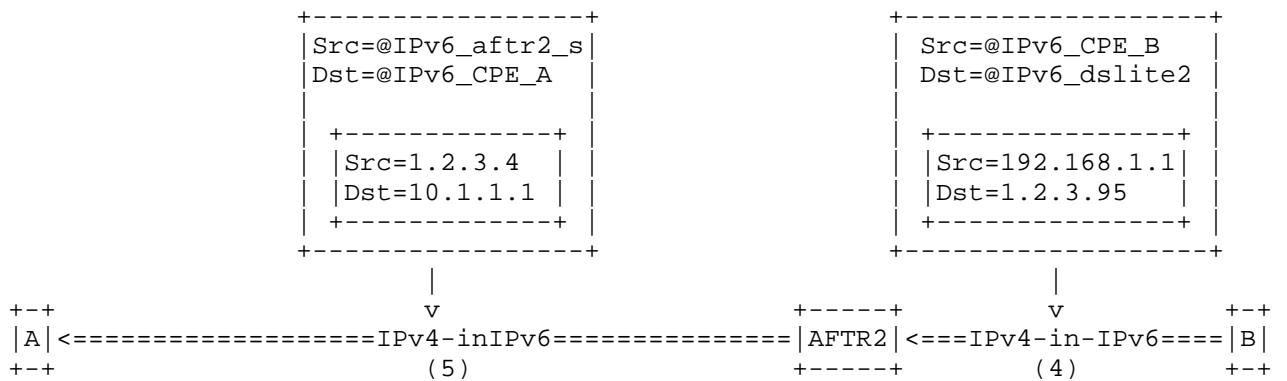 +-----------------+                  +-------------------+
                  |Src=@IPv6_aftr2_s|                  | Src=@IPv6_CPE_B   |
                  |Dst=@IPv6_CPE_A  |                  | Dst=@IPv6_dslite2 |
                  |                 |                  |                   |
                  | +-------------+ |                  | +---------------+ |
                  | |Src=1.2.3.4  | |                  | |Src=192.168.1.1| |
                  | |Dst=10.1.1.1 | |                  | |Dst=1.2.3.95   | |
                  | +-------------+ |                  | +---------------+ |
                  +-----------------+                  +-------------------+
                          |                                      |
+-+                       v                      +-----+         v          +-+
|A|<===================IPv4-inIPv6===============|AFTR2|<===IPv4-in-IPv6====|B|
+-+                      (5)                     +-----+        (4)         +-+